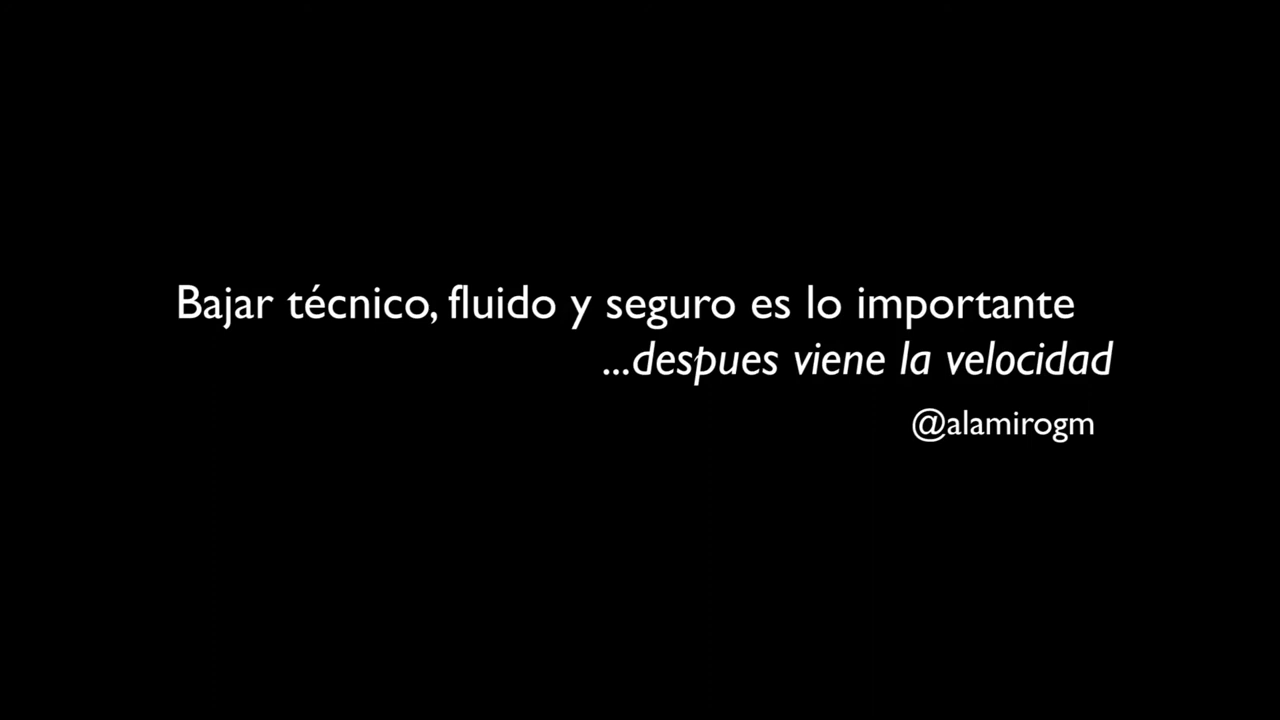 Bajar técnico, fluido y seguro es lo importante
...despues viene la velocidad
@alamirogm